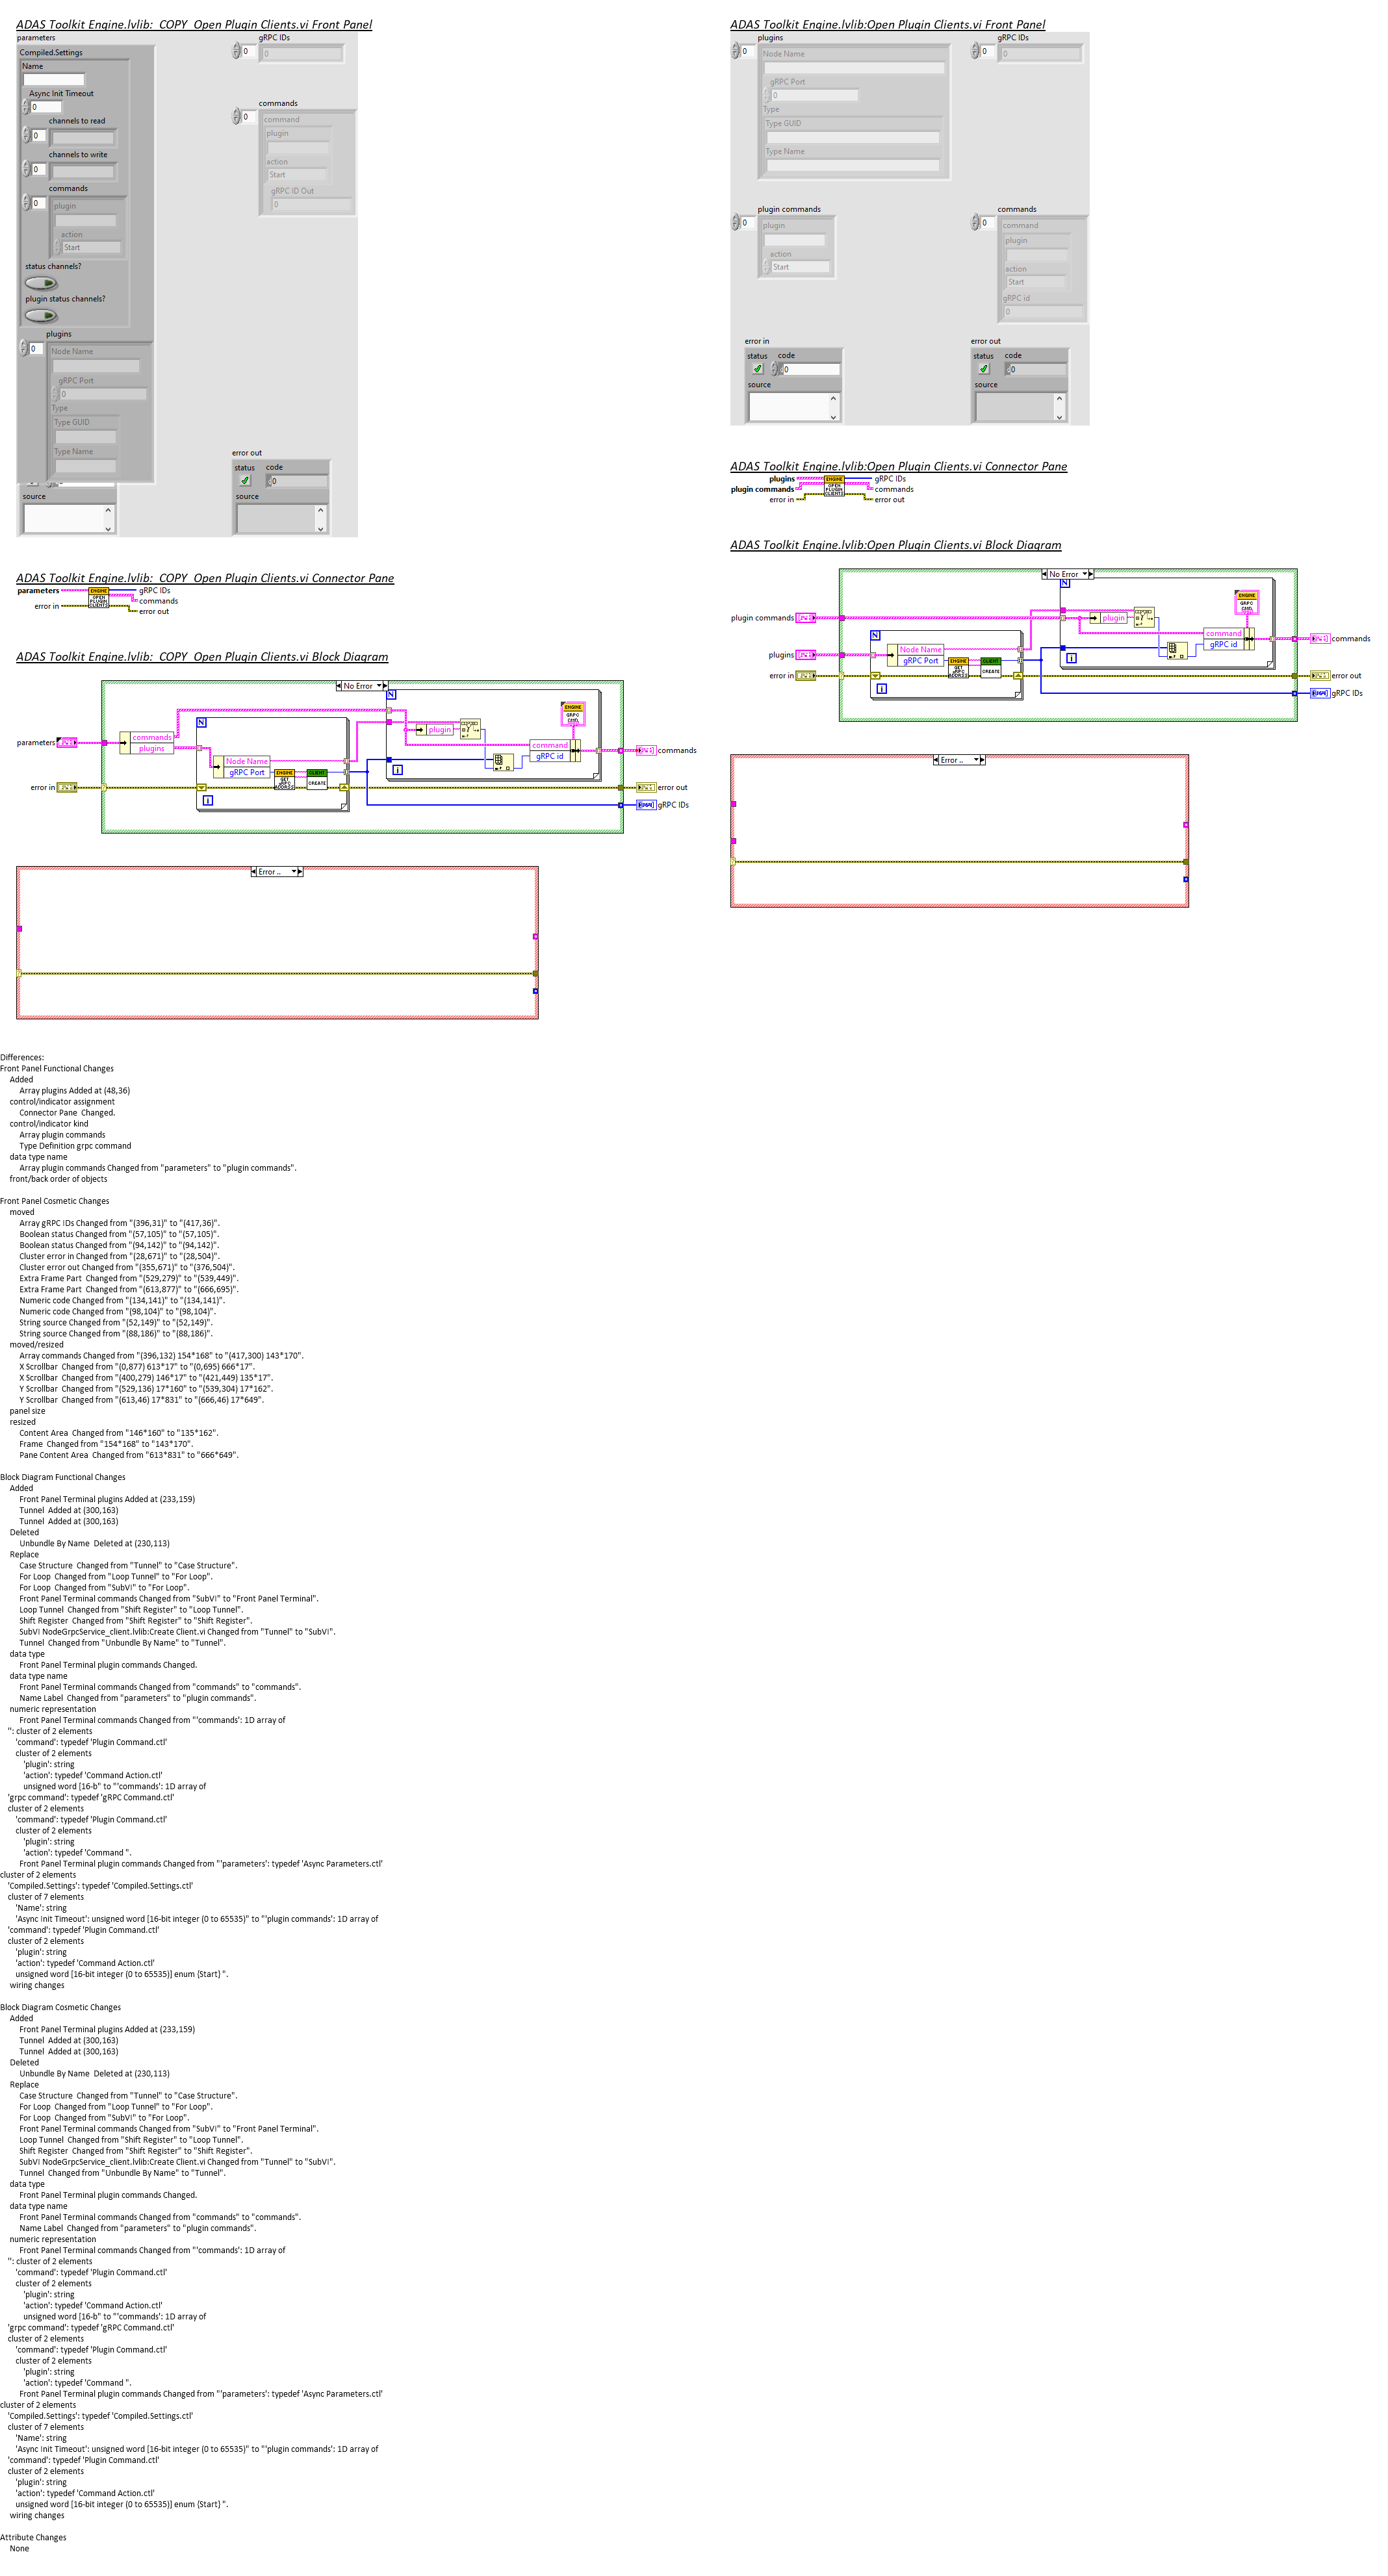 ADAS Toolkit Engine.lvlib:_COPY_Open Plugin Clients.vi Front Panel
parameters
Compiled.Settings
Name
Async Init Timeout
0
channels to read
0
channels to write
0
commands
0
plugin
action
Start
status channels?
plugin status channels?
plugins
0
Node Name
gRPC Port
0
Type
Type GUID
Type Name
source
gRPC IDs
0
0
commands
0
command
plugin
action
Start
gRPC ID Out
0
error out
status
code
0
source
ADAS Toolkit Engine.lvlib:_COPY_Open Plugin Clients.vi Connector Pane
parameters
error in
ENGINE
OPEN
PLUGIN
CLIENTS
gRPC IDs
commands
error out
ADAS Toolkit Engine.lvlib:_COPY_Open Plugin Clients.vi Block Diagram
No Error
parameters
commands
plugins
N
Node Name
gRPC Port
ENGINE
GET
gRPC
ADDRESS
CLIENT
CREATE
i
N
plugin
ENGINE
GRPC
CMD
command
gRPC id
i
commands
error in
error out
gRPC IDs
Error ..
ADAS Toolkit Engine.lvlib:Open Plugin Clients.vi Front Panel
plugins
0
Node Name
gRPC Port
0
Type
Type GUID
Type Name
gRPC IDs
0
0
plugin commands
0
plugin
action
Start
commands
0
command
plugin
action
Start
gRPC id
0
error in
status
code
0
source
error out
status
code
0
source
ADAS Toolkit Engine.lvlib:Open Plugin Clients.vi Connector Pane
plugins
plugin commands
error in
ENGINE
OPEN
PLUGIN
CLIENTS
gRPC IDs
commands
error out
ADAS Toolkit Engine.lvlib:Open Plugin Clients.vi Block Diagram
No Error
plugin commands
plugins
error in
N
Node Name
gRPC Port
ENGINE
GET
gRPC
ADDRESS
CLIENT
CREATE
i
N
plugin
ENGINE
GRPC
CMD
command
gRPC id
i
commands
error out
gRPC IDs
Error ..
Differences:
Front Panel Functional Changes
Added
Array plugins Added at (48,36)
control/indicator assignment
Connector Pane  Changed.
control/indicator kind
Array plugin commands
Type Definition grpc command
data type name
Array plugin commands Changed from "parameters" to "plugin commands".
front/back order of objects
Front Panel Cosmetic Changes
moved
Array gRPC IDs Changed from "(396,31)" to "(417,36)".
Boolean status Changed from "(57,105)" to "(57,105)".
Boolean status Changed from "(94,142)" to "(94,142)".
Cluster error in Changed from "(28,671)" to "(28,504)".
Cluster error out Changed from "(355,671)" to "(376,504)".
Extra Frame Part  Changed from "(529,279)" to "(539,449)".
Extra Frame Part  Changed from "(613,877)" to "(666,695)".
Numeric code Changed from "(134,141)" to "(134,141)".
Numeric code Changed from "(98,104)" to "(98,104)".
String source Changed from "(52,149)" to "(52,149)".
String source Changed from "(88,186)" to "(88,186)".
moved/resized
Array commands Changed from "(396,132) 154*168" to "(417,300) 143*170".
X Scrollbar  Changed from "(0,877) 613*17" to "(0,695) 666*17".
X Scrollbar  Changed from "(400,279) 146*17" to "(421,449) 135*17".
Y Scrollbar  Changed from "(529,136) 17*160" to "(539,304) 17*162".
Y Scrollbar  Changed from "(613,46) 17*831" to "(666,46) 17*649".
panel size
resized
Content Area  Changed from "146*160" to "135*162".
Frame  Changed from "154*168" to "143*170".
Pane Content Area  Changed from "613*831" to "666*649".
Block Diagram Functional Changes
Added
Front Panel Terminal plugins Added at (233,159)
Tunnel  Added at (300,163)
Tunnel  Added at (300,163)
Deleted
Unbundle By Name  Deleted at (230,113)
Replace
Case Structure  Changed from "Tunnel" to "Case Structure".
For Loop  Changed from "Loop Tunnel" to "For Loop".
For Loop  Changed from "SubVI" to "For Loop".
Front Panel Terminal commands Changed from "SubVI" to "Front Panel Terminal".
Loop Tunnel  Changed from "Shift Register" to "Loop Tunnel".
Shift Register  Changed from "Shift Register" to "Shift Register".
SubVI NodeGrpcService_client.lvlib:Create Client.vi Changed from "Tunnel" to "SubVI".
Tunnel  Changed from "Unbundle By Name" to "Tunnel".
data type
Front Panel Terminal plugin commands Changed.
data type name
Front Panel Terminal commands Changed from "commands" to "commands".
Name Label  Changed from "parameters" to "plugin commands".
numeric representation
Front Panel Terminal commands Changed from "'commands': 1D array of
'': cluster of 2 elements
'command': typedef 'Plugin Command.ctl'
cluster of 2 elements
'plugin': string
'action': typedef 'Command Action.ctl'
unsigned word [16-b" to "'commands': 1D array of
'grpc command': typedef 'gRPC Command.ctl'
cluster of 2 elements
'command': typedef 'Plugin Command.ctl'
cluster of 2 elements
'plugin': string
'action': typedef 'Command ".
Front Panel Terminal plugin commands Changed from "'parameters': typedef 'Async Parameters.ctl'
cluster of 2 elements
'Compiled.Settings': typedef 'Compiled.Settings.ctl'
cluster of 7 elements
'Name': string
'Async Init Timeout': unsigned word [16-bit integer (0 to 65535)" to "'plugin commands': 1D array of
'command': typedef 'Plugin Command.ctl'
cluster of 2 elements
'plugin': string
'action': typedef 'Command Action.ctl'
unsigned word [16-bit integer (0 to 65535)] enum {Start} ".
wiring changes
Block Diagram Cosmetic Changes
Added
Front Panel Terminal plugins Added at (233,159)
Tunnel  Added at (300,163)
Tunnel  Added at (300,163)
Deleted
Unbundle By Name  Deleted at (230,113)
Replace
Case Structure  Changed from "Tunnel" to "Case Structure".
For Loop  Changed from "Loop Tunnel" to "For Loop".
For Loop  Changed from "SubVI" to "For Loop".
Front Panel Terminal commands Changed from "SubVI" to "Front Panel Terminal".
Loop Tunnel  Changed from "Shift Register" to "Loop Tunnel".
Shift Register  Changed from "Shift Register" to "Shift Register".
SubVI NodeGrpcService_client.lvlib:Create Client.vi Changed from "Tunnel" to "SubVI".
Tunnel  Changed from "Unbundle By Name" to "Tunnel".
data type
Front Panel Terminal plugin commands Changed.
data type name
Front Panel Terminal commands Changed from "commands" to "commands".
Name Label  Changed from "parameters" to "plugin commands".
numeric representation
Front Panel Terminal commands Changed from "'commands': 1D array of
'': cluster of 2 elements
'command': typedef 'Plugin Command.ctl'
cluster of 2 elements
'plugin': string
'action': typedef 'Command Action.ctl'
unsigned word [16-b" to "'commands': 1D array of
'grpc command': typedef 'gRPC Command.ctl'
cluster of 2 elements
'command': typedef 'Plugin Command.ctl'
cluster of 2 elements
'plugin': string
'action': typedef 'Command ".
Front Panel Terminal plugin commands Changed from "'parameters': typedef 'Async Parameters.ctl'
cluster of 2 elements
'Compiled.Settings': typedef 'Compiled.Settings.ctl'
cluster of 7 elements
'Name': string
'Async Init Timeout': unsigned word [16-bit integer (0 to 65535)" to "'plugin commands': 1D array of
'command': typedef 'Plugin Command.ctl'
cluster of 2 elements
'plugin': string
'action': typedef 'Command Action.ctl'
unsigned word [16-bit integer (0 to 65535)] enum {Start} ".
wiring changes
Attribute Changes
None